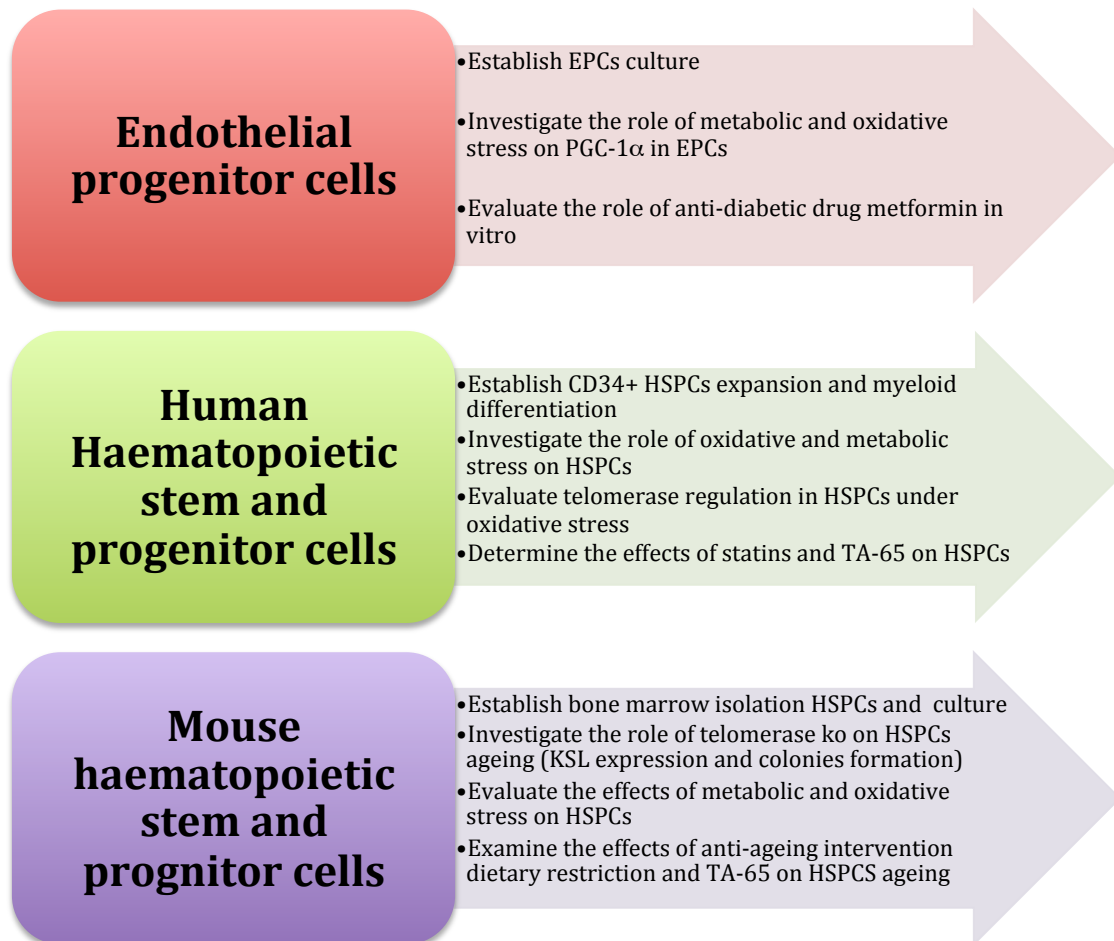 Endothelial
progenitor cells
•Establish EPCs culture
•Investigate the role of metabolic and oxidative
stress on PGC-1α in EPCs
•Evaluate the role of anti-diabetic drug metformin in
vitro
Human
Haematopoietic
stem and
progenitor cells
•Establish CD34+ HSPCs expansion and myeloid
differentiation
•Investigate the role of oxidative and metabolic
stress on HSPCs
•Evaluate telomerase regulation in HSPCs under
oxidative stress
•Determine the effects of statins and TA-65 on HSPCs
Mouse
haematopoietic
stem and
prognitor cells
•Establish bone marrow isolation HSPCs and culture
•Investigate the role of telomerase ko on HSPCs
ageing (KSL expression and colonies formation)
•Evaluate the effects of metabolic and oxidative
stress on HSPCs
•Examine the effects of anti-ageing intervention
dietary restriction and TA-65 on HSPCS ageing